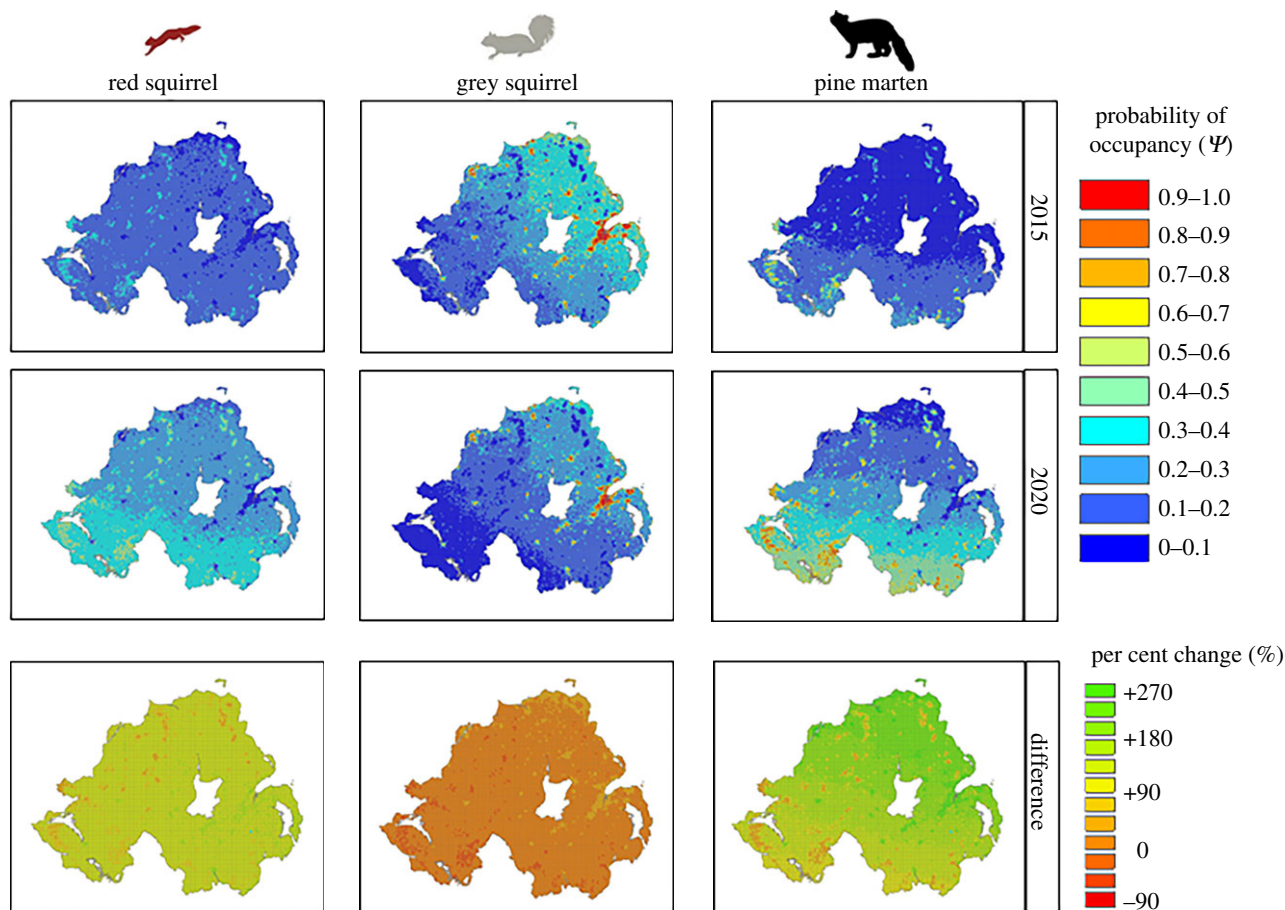 red squirrel
grey squirrel
pine marten
probability of
occupancy (Ψ)
2015
0.9–1.0
0.8–0.9
0.7–0.8
0.6–0.7
0.5–0.6
0.4–0.5
0.3–0.4
0.2–0.3
0.1–0.2
0–0.1
2020
per cent change (%)
+270
+180
+90
0
–90
difference